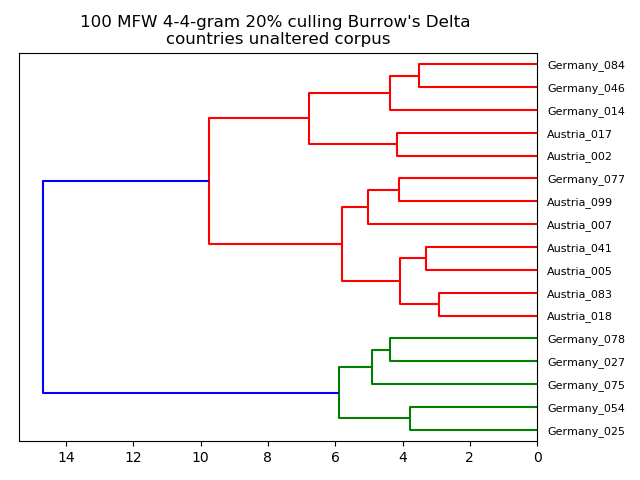 100 MFW 4-4-gram 20% culling Burrow's Delta
countries unaltered corpus
Germany_084
Germany_046
Germany_014
Austria_017
Austria_002
Germany_077
Austria_099
Austria_007
Austria_041
Austria_005
Austria_083
Austria_018
Germany_078
Germany_027
Germany_075
Germany_054
Germany_025
14 12 10 8 6 4 2 0